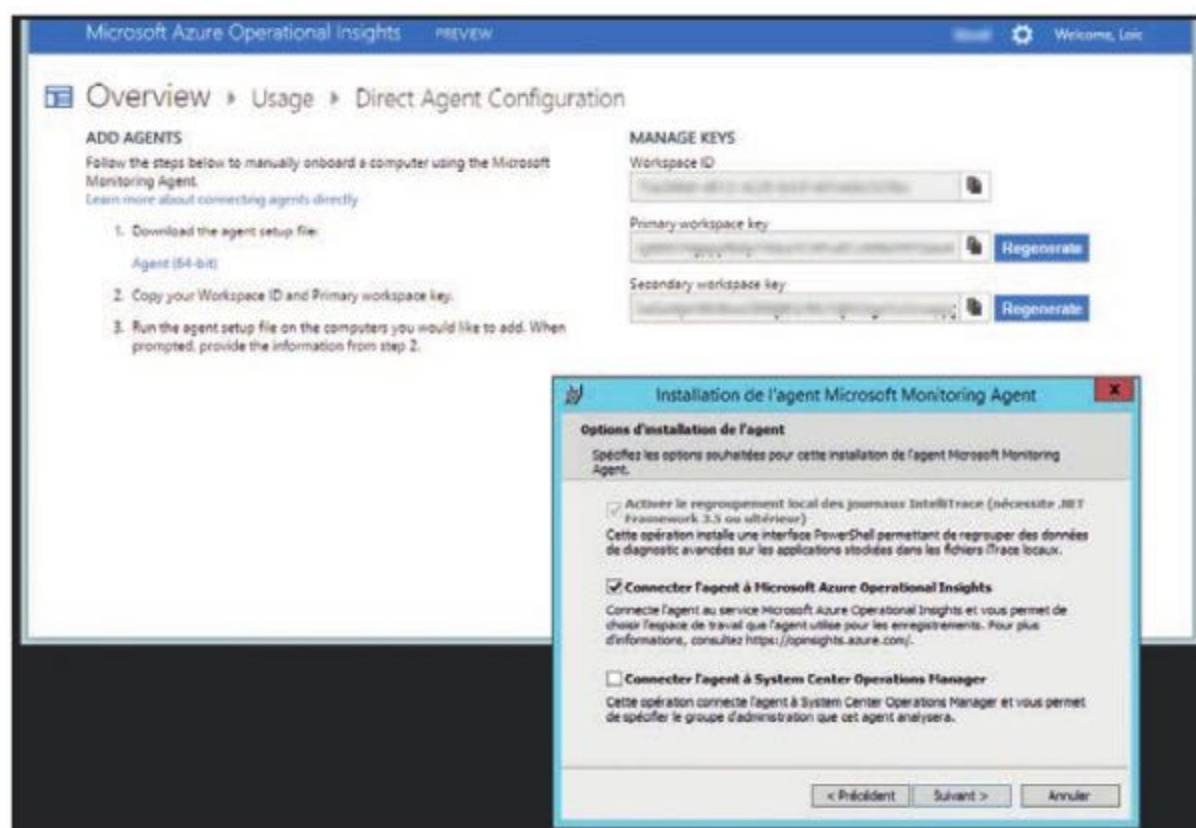 Microsoft Azure Operational Insights PREVIEW
Welcome, Loic
Overview ▸ Usage ▸ Direct Agent Configuration
ADD AGENTS
Follow the steps below to manually onboard a computer using the Microsoft
Monitoring Agent.
Learn more about connecting agents directly
1. Download the agent setup file:
Agent (64-bit)
2. Copy your Workspace ID and Primary workspace key.
3. Run the agent setup file on the computers you would like to add. When
prompted, provide the information from step 2.
MANAGE KEYS
Workspace ID
Primary workspace key
Regenerate
Secondary workspace key
Regenerate
Installation de l'agent Microsoft Monitoring Agent
Options d'installation de l'agent
Spécifiez les options souhaitées pour cette installation de l'agent Microsoft Monitoring
Agent.
Activer le regroupement local des journaux IntelliTrace (nécessite .NET
Framework 3.5 ou ultérieur)
Cette opération installe une interface PowerShell permettant de regrouper des données
de diagnostic avancées sur les applications stockées dans les fichiers iTrace locaux.
Connecter l'agent à Microsoft Azure Operational Insights
Connecte l'agent au service Microsoft Azure Operational Insights et vous permet de
choisir l'espace de travail que l'agent utilise pour les enregistrements. Pour plus
d'informations, consultez https://opinsights.azure.com/.
Connecter l'agent à System Center Operations Manager
Cette opération connecte l'agent à System Center Operations Manager et vous permet
de spécifier le groupe d'administration que cet agent analysera.
< Précédent
Suivant >
Annuler